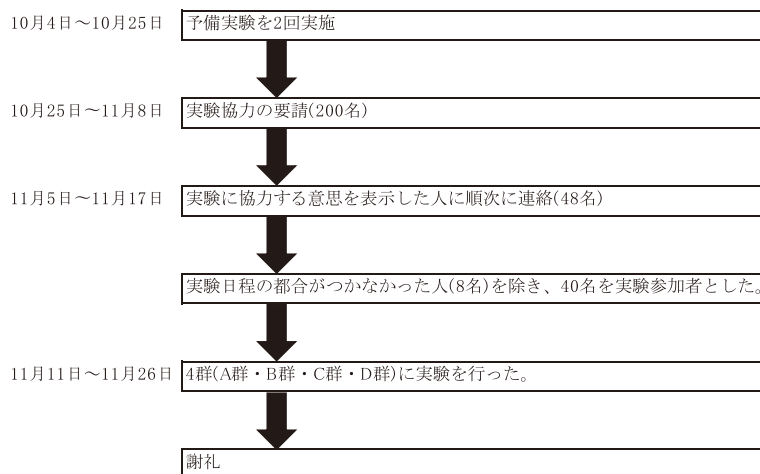 10月4日～10月25日 予備実験を2回実施
10月25日～11月8日 実験協力の要請(200名)
11月5日～11月17日 実験に協力する意思を表示した人に順次に連絡(48名)
実験日程の都合がつかなかった人(8名)を除き、40名を実験参加者とした。
11月11日～11月26日 4群(A群・B群・C群・D群)に実験を行った。
謝礼